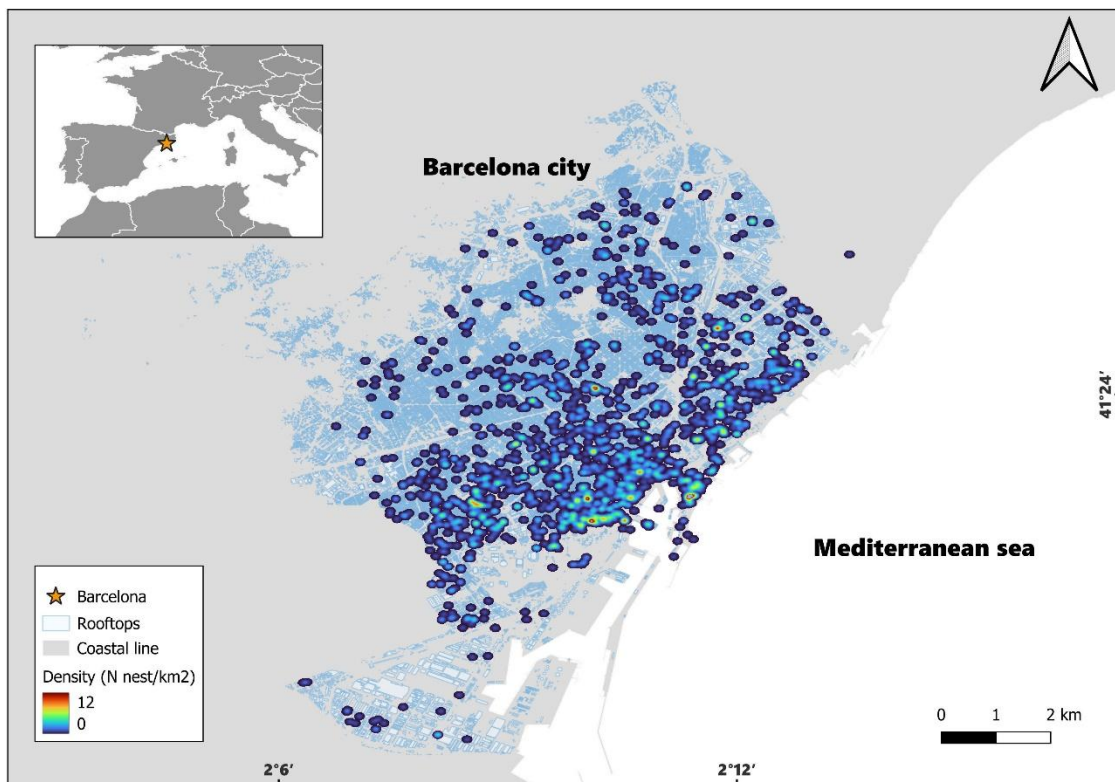 Barcelona city
Mediterranean sea
41°24′
Barcelona
Rooftops
Coastal line
Density (N nest/km2)
12
0
0 1 2 km
2°6′ 2°12′